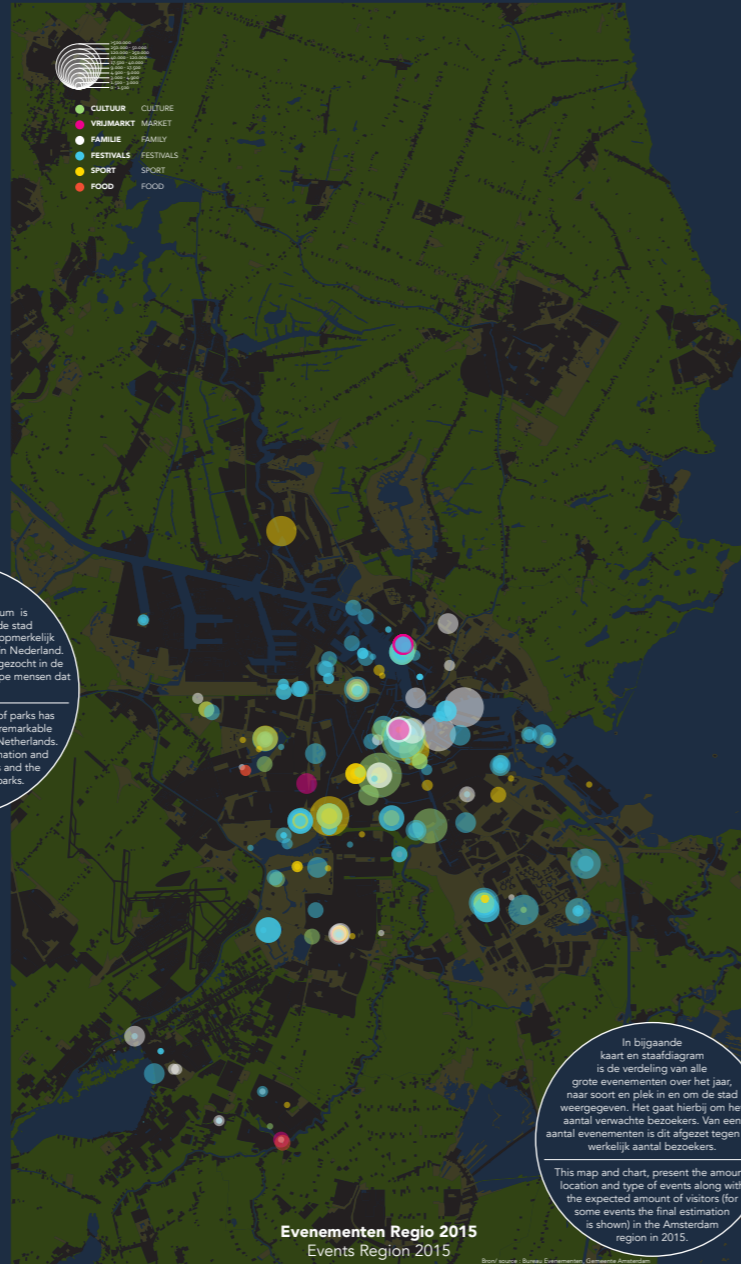 CULTUUR CULTURE
VRIJMARKT MARKET
FAMILIE FAMILY
FESTIVALS FESTIVALS
SPORT SPORT
FOOD FOOD
um is
de stad
opmerkelijk
n Nederland.
gezocht in de
pe mensen dat
of parks has
remarkable
Netherlands.
nation and
s and the
parks.
In bijgaande
kaart en staafdiagram
is de verdeling van alle
grote evenementen over het jaar,
naar soort en plek in en om de stad
weergegeven. Het gaat hierbij om he
aantal verwachte bezoekers. Van een
aantal evenementen is dit afgezet tegen
werkelijk aantal bezoekers.
This map and chart, present the amoun
location and type of events along with
the expected amount of visitors (for
some events the final estimation
is shown) in the Amsterdam
region in 2015.
Evenementen Regio 2015
Events Region 2015
Bron/ source : Bureau Evenementen, Gemeente Amsterdam